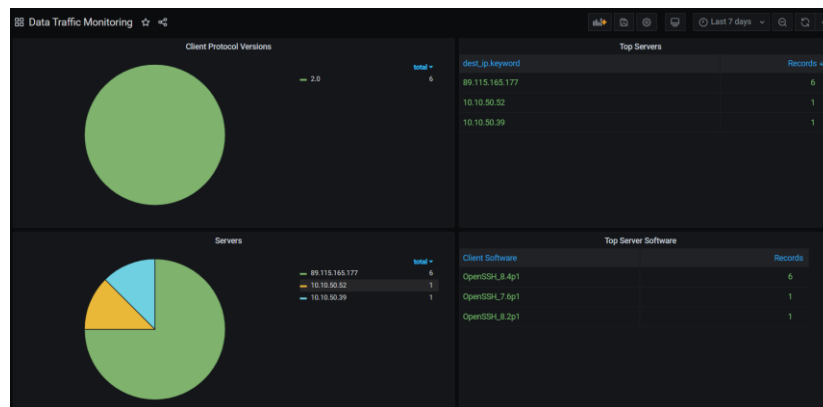 Data Traffic Monitoring
Last 7 days
Client Protocol Versions
total
2.0 6
Top Servers
dest_ip.keyword Records
89.115.165.177 6
10.10.50.52 1
10.10.50.39 1
Servers
total
89.115.165.177 6
10.10.50.52 1
10.10.50.39 1
Top Server Software
Client Software Records
OpenSSH_8.4p1 6
OpenSSH_7.6p1 1
OpenSSH_8.2p1 1